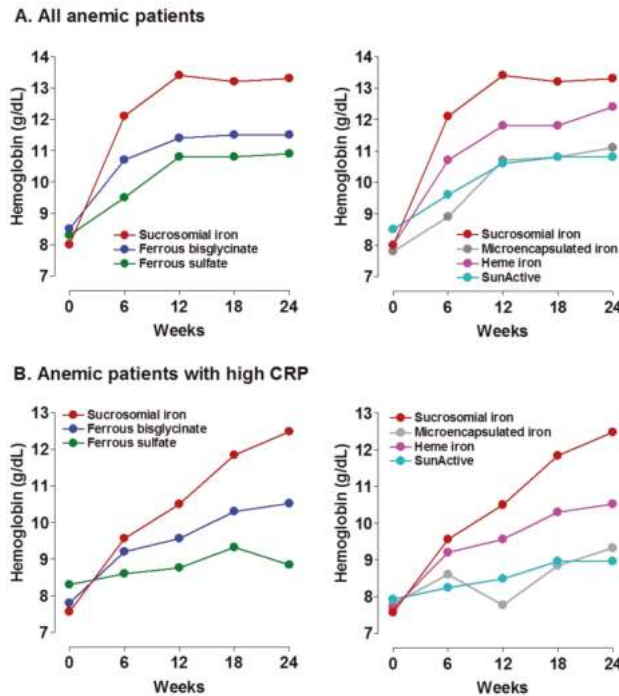 A. All anemic patients
14
13
12
11
10
9
8
7
Hemoglobin (g/dL)
Sucrosomial iron
Ferrous bisglycinate
Ferrous sulfate
0 6 12 18 24
Weeks
14
13
12
11
10
9
8
7
Hemoglobin (g/dL)
Sucrosomial iron
Microencapsulated iron
Heme iron
SunActive
0 6 12 18 24
Weeks
B. Anemic patients with high CRP
13
12
11
10
9
8
7
Hemoglobin (g/dL)
Sucrosomial iron
Ferrous bisglycinate
Ferrous sulfate
0 6 12 18 24
Weeks
13
12
11
10
9
8
7
Hemoglobin (g/dL)
Sucrosomial iron
Microencapsulated iron
Heme iron
SunActive
0 6 12 18 24
Weeks